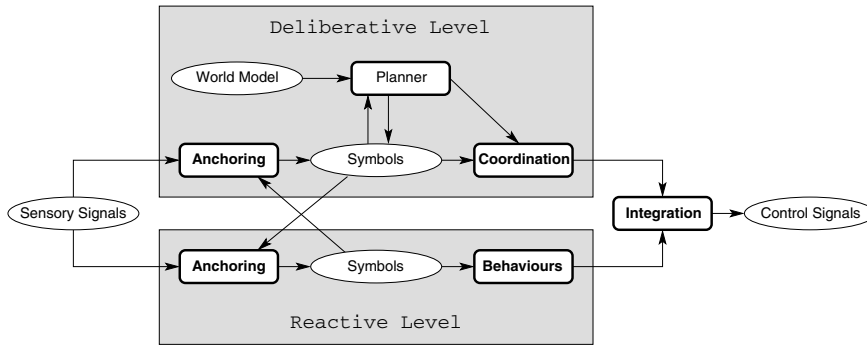 Deliberative Level
World Model
Planner
Anchoring
Symbols
Coordination
Sensory Signals
Integration
Control Signals
Anchoring
Symbols
Behaviours
Reactive Level